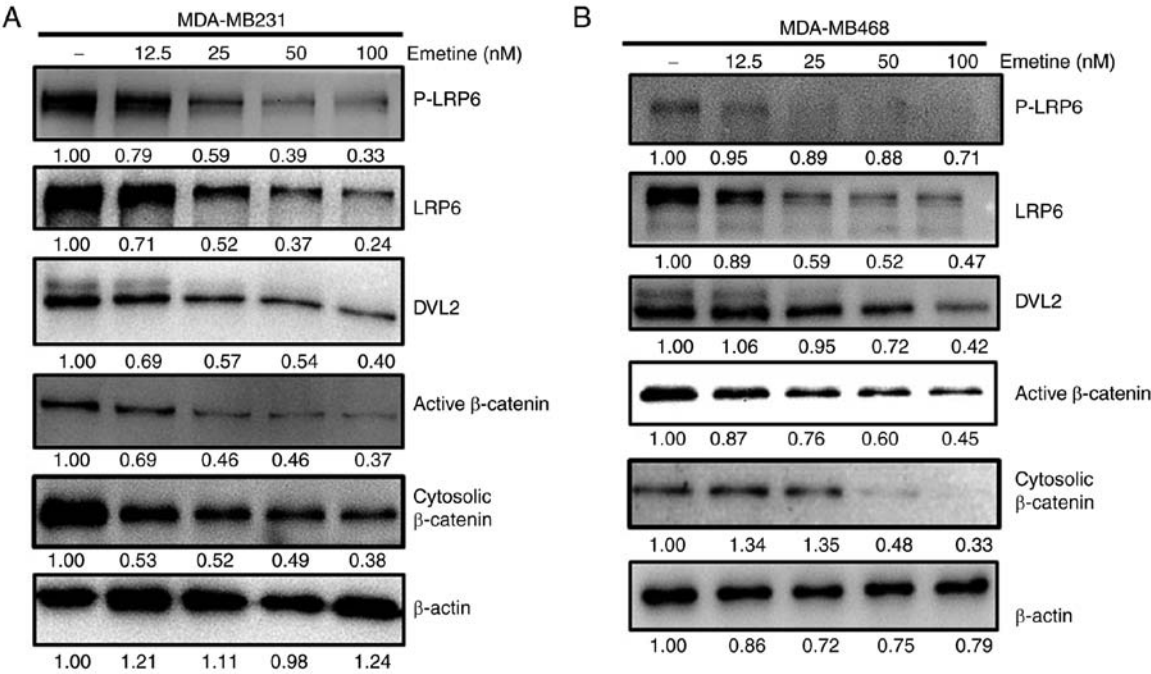 A
MDA-MB231
– 12.5 25 50 100 Emetine (nM)
P-LRP6
1.00 0.79 0.59 0.39 0.33
LRP6
1.00 0.71 0.52 0.37 0.24
DVL2
1.00 0.69 0.57 0.54 0.40
Active β-catenin
1.00 0.69 0.46 0.46 0.37
Cytosolic
β-catenin
1.00 0.53 0.52 0.49 0.38
β-actin
1.00 1.21 1.11 0.98 1.24
B
MDA-MB468
– 12.5 25 50 100 Emetine (nM)
P-LRP6
1.00 0.95 0.89 0.88 0.71
LRP6
1.00 0.89 0.59 0.52 0.47
DVL2
1.00 1.06 0.95 0.72 0.42
Active β-catenin
1.00 0.87 0.76 0.60 0.45
Cytosolic
β-catenin
1.00 1.34 1.35 0.48 0.33
β-actin
1.00 0.86 0.72 0.75 0.79